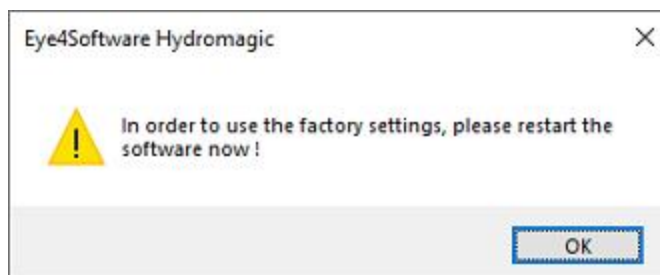 Eye4Software Hydromagic
In order to use the factory settings, please restart the
software now !
OK